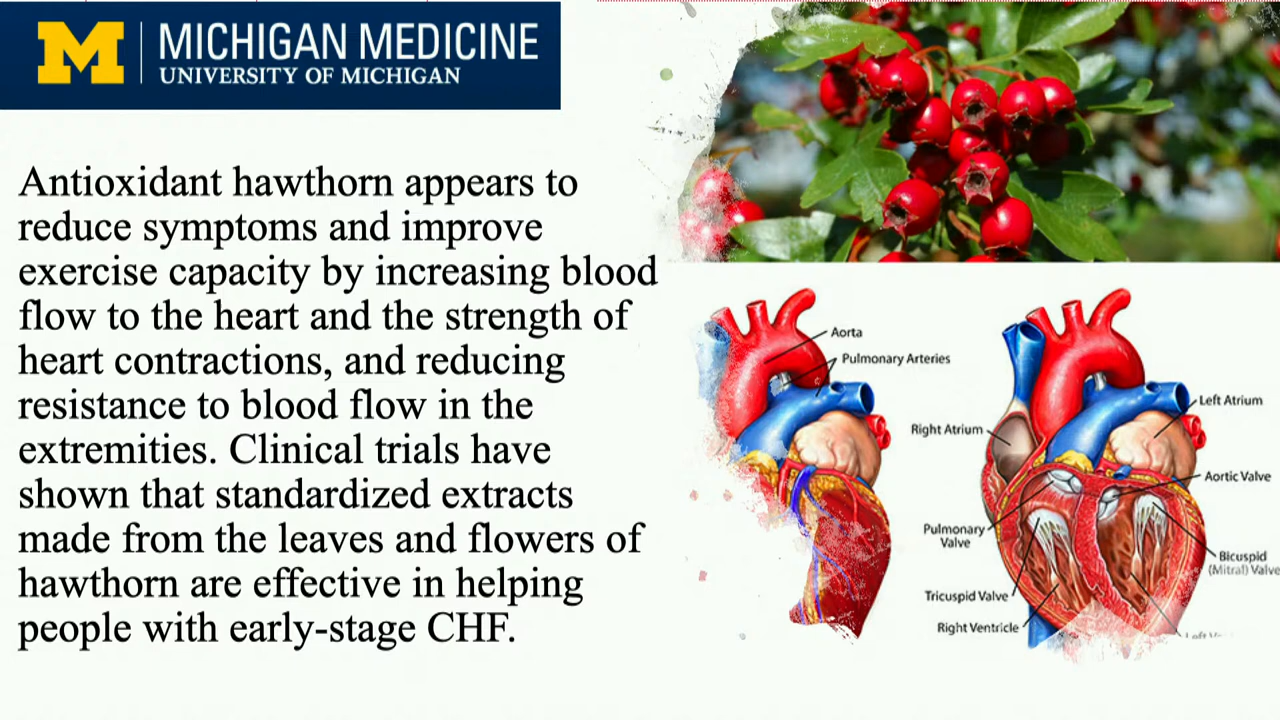 MICHIGAN MEDICINE
UNIVERSITY OF MICHIGAN
Antioxidant hawthorn appears to
reduce symptoms and improve
exercise capacity by increasing blood
flow to the heart and the strength of
heart contractions, and reducing
resistance to blood flow in the
extremities. Clinical trials have
shown that standardized extracts
made from the leaves and flowers of
hawthorn are effective in helping
people with early-stage CHF.
Aorta
Pulmonary Arteries
Left Atrium
Right Atrium
Aortic Valve
Pulmonary
Valve
Bicuspid
(Mitral) Valve
Tricuspid Valve
Right Ventricle